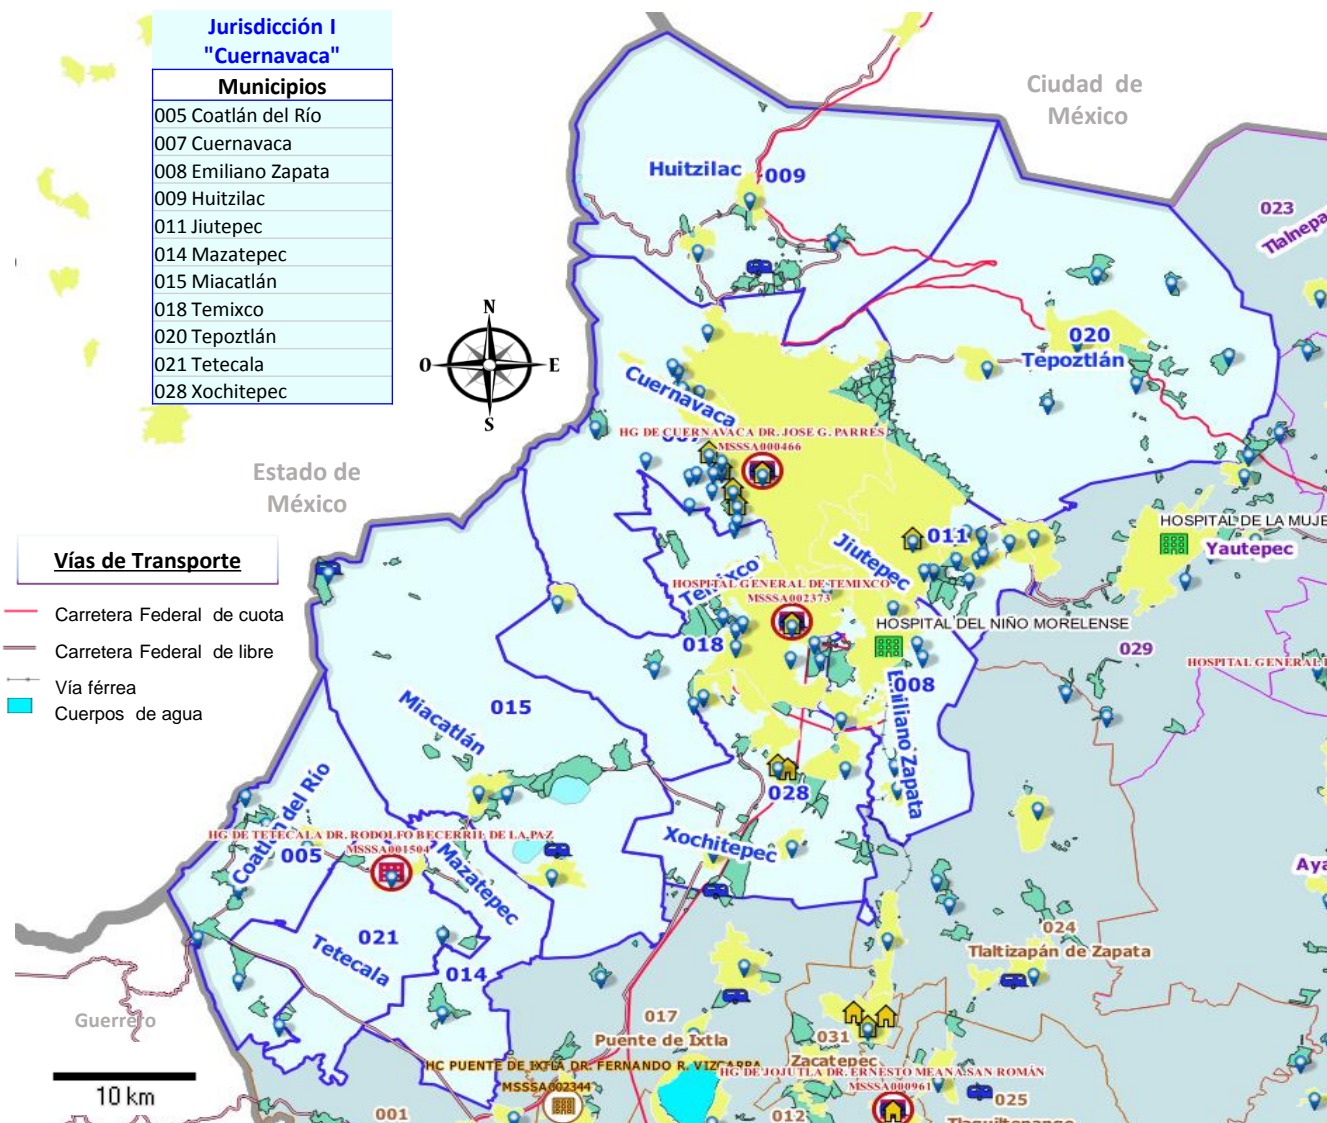 Jurisdicción I
"Cuernavaca"
Municipios
005 Coatlán del Río
007 Cuernavaca
008 Emiliano Zapata
009 Huitzilac
011 Jiutepec
014 Mazatepec
015 Miacatlán
018 Temixco
020 Tepoztlán
021 Tetecala
028 Xochitepec
Ciudad de
México
Huitzilac
009
023
N
O
E
S
020
Tepoztlán
Cuernavaca
HG DE CUERNAVACA DR. JOSE G. PARRES
MSSSA000466
Estado de
México
HOSPITAL DE LA MUJE
Yautepec
011
Jiutepec
Temixco
HOSPITAL GENERAL DE TEMIXCO
MSSSA002373
HOSPITAL DEL NIÑO MORELENSE
018
029
008
Emiliano Zapata
Vías de Transporte
Carretera Federal de cuota
Carretera Federal de libre
Vía férrea
Cuerpos de agua
015
Miacatlán
028
Xochitepec
Coatlán del Río
HG DE TETECALA DR. RODOLFO BECERRIL DE LA PAZ
MSSSA001504
005
Mazatepec
021
Tetecala
014
024
Tlaltizapán de Zapata
Guerrero
017
Puente de Ixtla
031
Zacatepec
HC PUENTE DE IXTLA DR. FERNANDO R. VIZCARRA
MSSSA002344
HG DE JOJUTLA DR. ERNESTO MEANA SAN ROMÁN
MSSSA000961
10 km
001
012
025